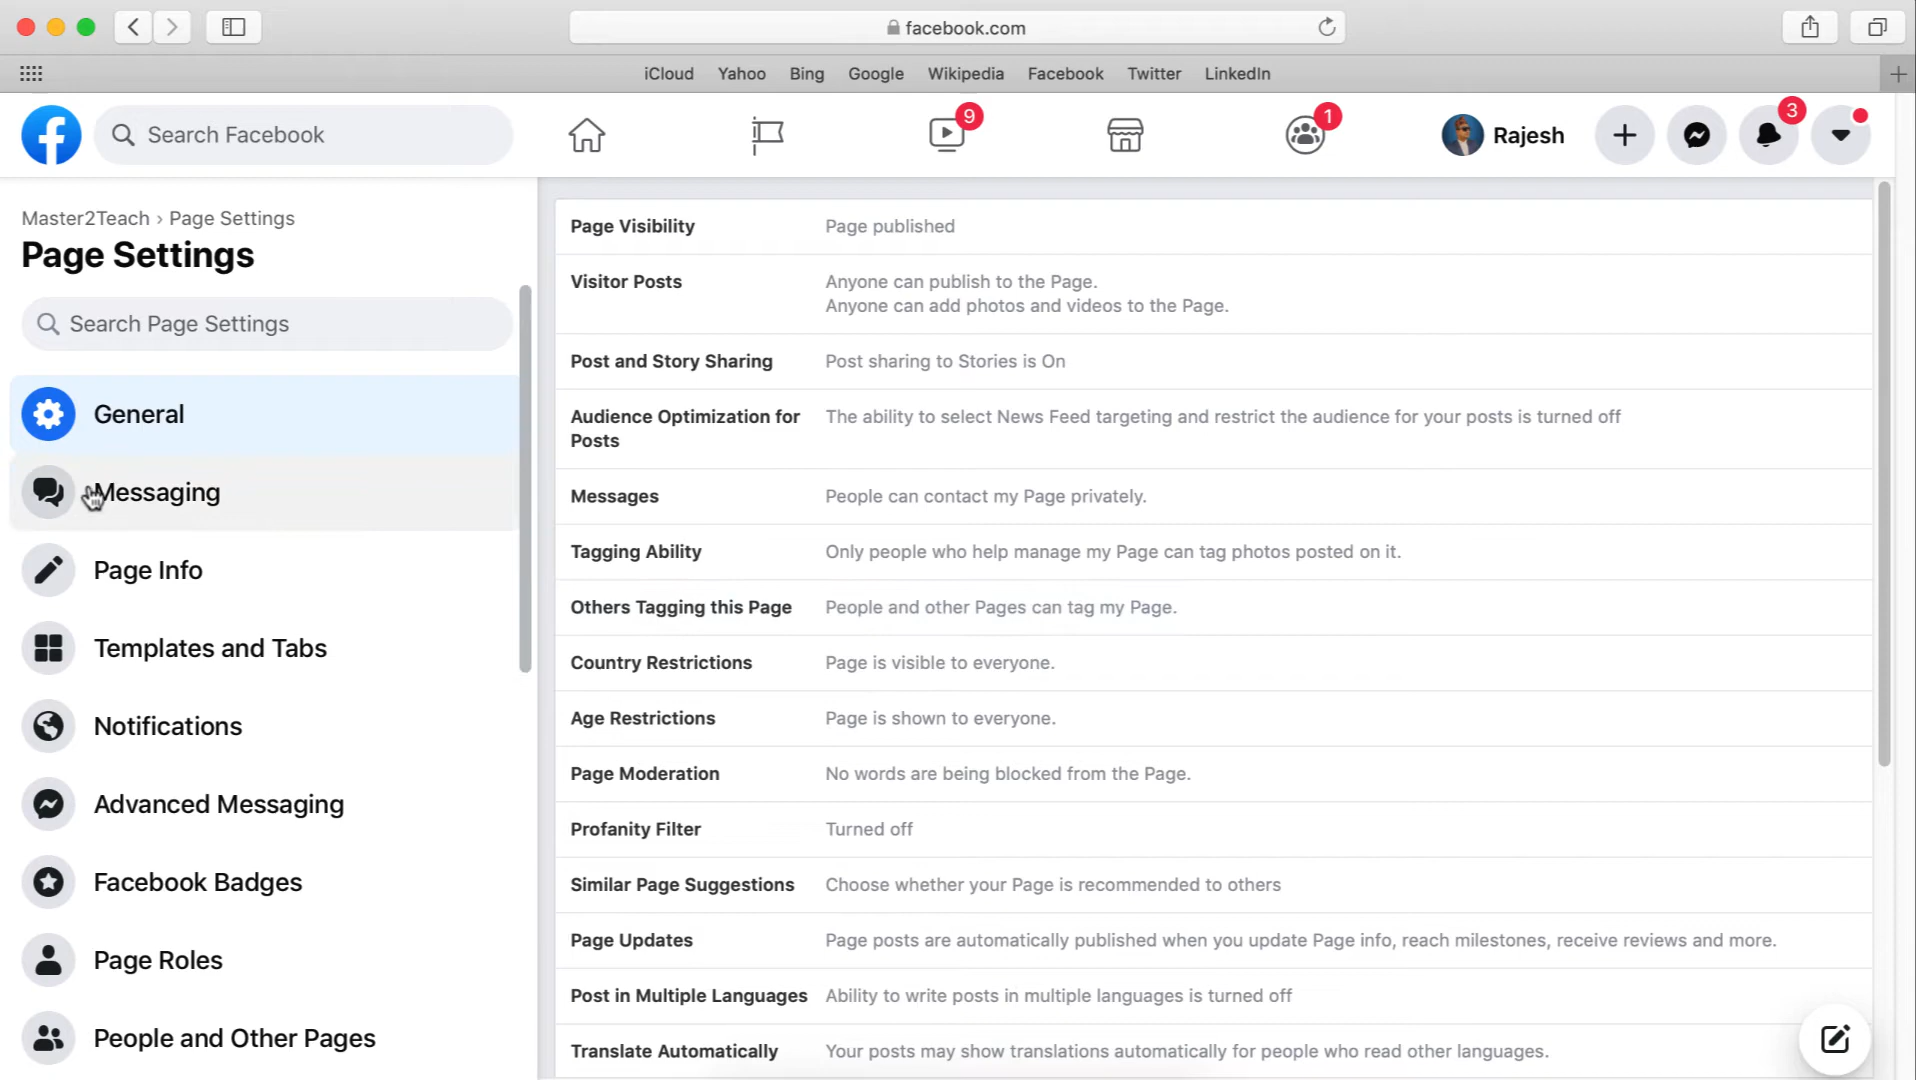 facebook.com
iCloud Yahoo Bing Google Wikipedia Facebook Twitter LinkedIn
Search Facebook
9
1
Rajesh
3
Master2Teach › Page Settings
Page Settings
Search Page Settings
General
Messaging
Page Info
Templates and Tabs
Notifications
Advanced Messaging
Facebook Badges
Page Roles
People and Other Pages
Page Visibility Page published
Visitor Posts Anyone can publish to the Page.
Anyone can add photos and videos to the Page.
Post and Story Sharing Post sharing to Stories is On
Audience Optimization for The ability to select News Feed targeting and restrict the audience for your posts is turned off
Posts
Messages People can contact my Page privately.
Tagging Ability Only people who help manage my Page can tag photos posted on it.
Others Tagging this Page People and other Pages can tag my Page.
Country Restrictions Page is visible to everyone.
Age Restrictions Page is shown to everyone.
Page Moderation No words are being blocked from the Page.
Profanity Filter Turned off
Similar Page Suggestions Choose whether your Page is recommended to others
Page Updates Page posts are automatically published when you update Page info, reach milestones, receive reviews and more.
Post in Multiple Languages Ability to write posts in multiple languages is turned off
Translate Automatically Your posts may show translations automatically for people who read other languages.